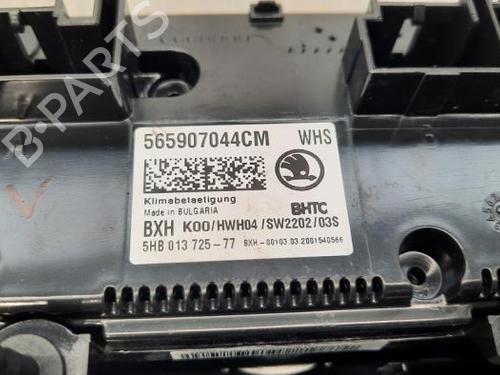 565907044CM WHS
Klimabetaetigung
Made in BULGARIA
BHTC
BXH K00/HWH04/SW2202/03S
5HB 013 725-77 BXH-00103.03.2001540566
B-PARTS